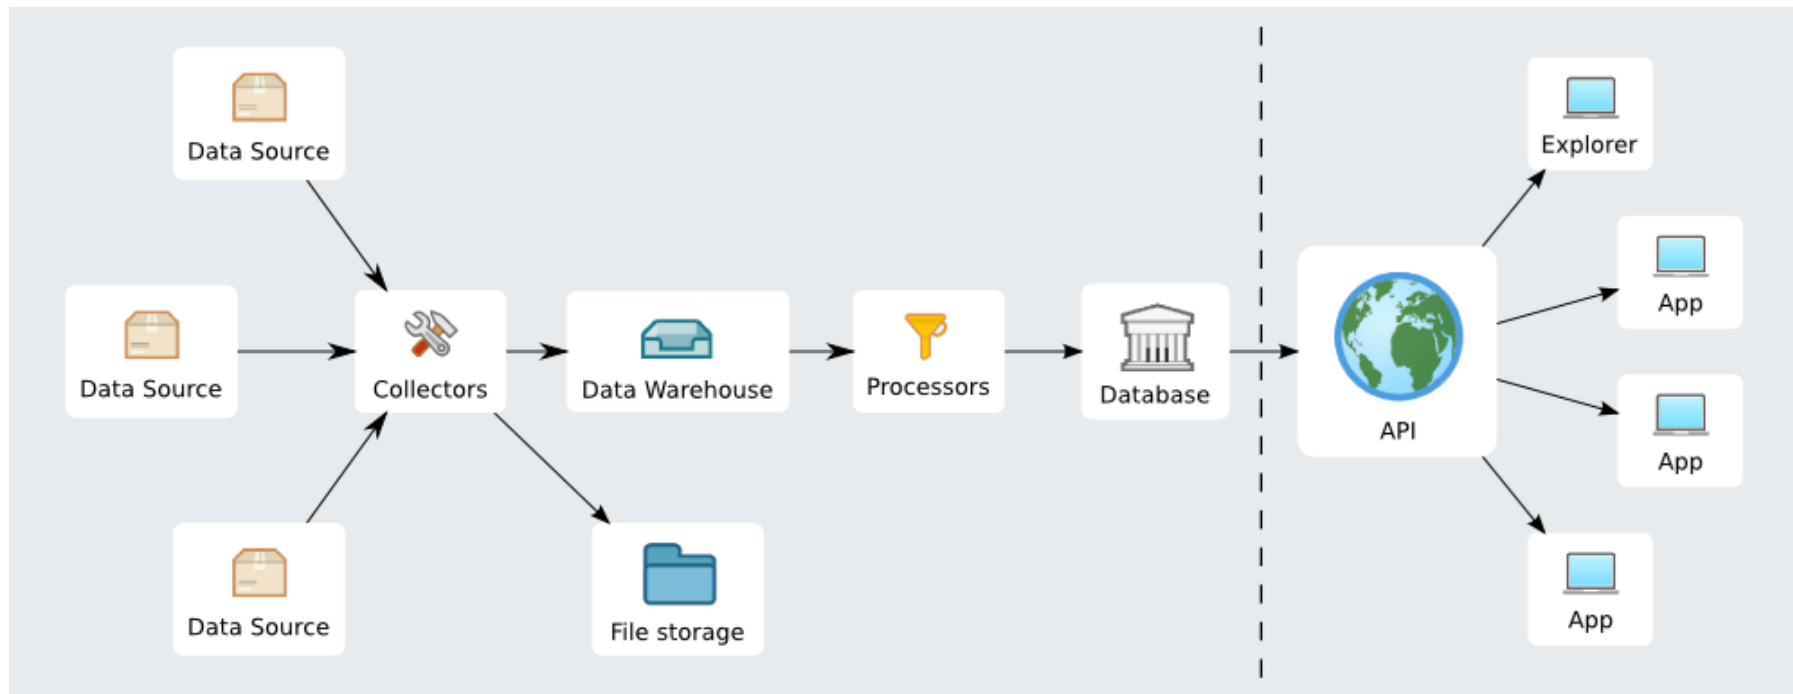 Data Source
Explorer
App
Data Source
Collectors
Data Warehouse
Processors
Database
API
App
Data Source
File storage
App